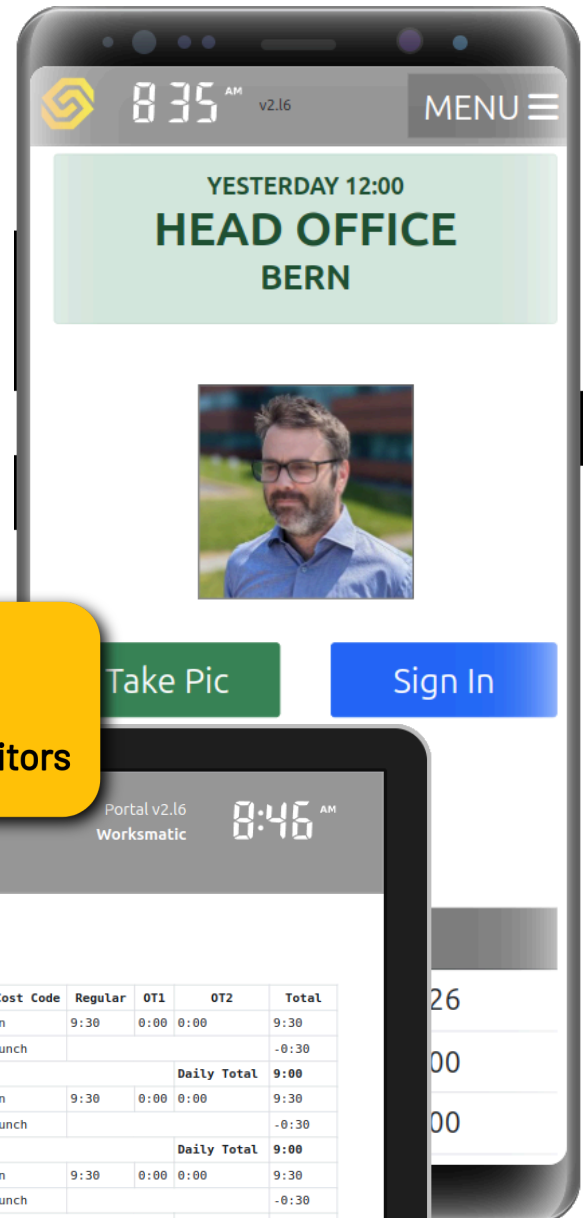 8 35 AM v2.l6 MENU
YESTERDAY 12:00
HEAD OFFICE
BERN
Take Pic Sign In
itors
Portal v2.l6 8:46 AM
Worksmatic
26
00
00
Cost Code Regular OT1 OT2 Total
n 9:30 0:00 0:00 9:30
unch -0:30
Daily Total 9:00
n 9:30 0:00 0:00 9:30
unch -0:30
Daily Total 9:00
n 9:30 0:00 0:00 9:30
unch -0:30